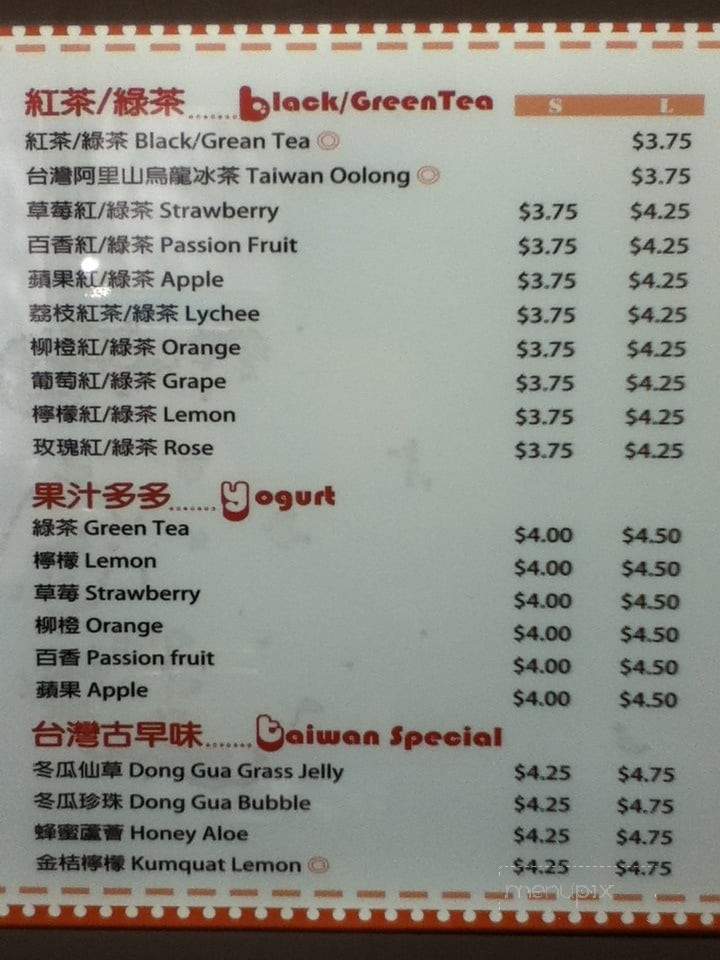 紅茶/綠茶.......black/GreenTea S L
紅茶/綠茶 Black/Grean Tea $3.75
台灣阿里山烏龍冰茶 Taiwan Oolong $3.75
草莓紅/綠茶 Strawberry $3.75 $4.25
百香紅/綠茶 Passion Fruit $3.75 $4.25
蘋果紅/綠茶 Apple $3.75 $4.25
荔枝紅茶/綠茶 Lychee $3.75 $4.25
柳橙紅/綠茶 Orange $3.75 $4.25
葡萄紅/綠茶 Grape $3.75 $4.25
檸檬紅/綠茶 Lemon $3.75 $4.25
玫瑰紅/綠茶 Rose $3.75 $4.25
果汁多多.......yogurt
綠茶 Green Tea $4.00 $4.50
檸檬 Lemon $4.00 $4.50
草莓 Strawberry $4.00 $4.50
柳橙 Orange $4.00 $4.50
百香 Passion fruit $4.00 $4.50
蘋果 Apple $4.00 $4.50
台灣古早味.......taiwan Special
冬瓜仙草 Dong Gua Grass Jelly $4.25 $4.75
冬瓜珍珠 Dong Gua Bubble $4.25 $4.75
蜂蜜蘆薈 Honey Aloe $4.25 $4.75
金桔檸檬 Kumquat Lemon $4.25 $4.75
menupix